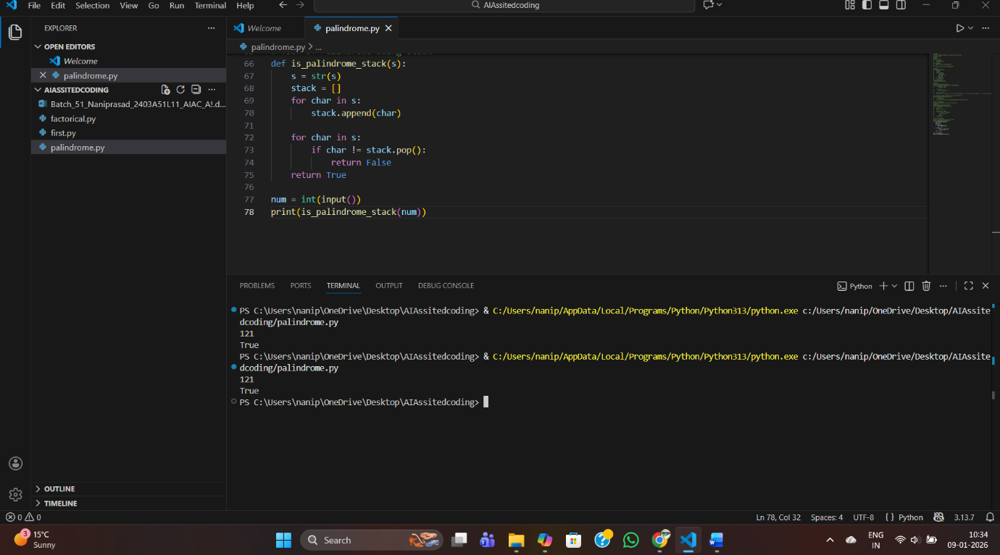 File Edit Selection View Go Run Terminal Help
AIAssitedcoding
EXPLORER
OPEN EDITORS
Welcome
palindrome.py
AIASSITEDCODING
Batch_51_Naniprasad_2403A51L11_AIAC_A!.d...
factorical.py
first.py
palindrome.py
OUTLINE
TIMELINE
Welcome
palindrome.py
palindrome.py > ...
66 def is_palindrome_stack(s):
67 s = str(s)
68 stack = []
69 for char in s:
70 stack.append(char)
71
72 for char in s:
73 if char != stack.pop():
74 return False
75 return True
76
77 num = int(input())
78 print(is_palindrome_stack(num))
PROBLEMS PORTS TERMINAL OUTPUT DEBUG CONSOLE
Python
PS C:\Users\nanip\OneDrive\Desktop\AIAssitedcoding> & C:/Users/nanip/AppData/Local/Programs/Python/Python313/python.exe c:/Users/nanip/OneDrive/Desktop/AIAssite
dcoding/palindrome.py
121
True
PS C:\Users\nanip\OneDrive\Desktop\AIAssitedcoding> & C:/Users/nanip/AppData/Local/Programs/Python/Python313/python.exe c:/Users/nanip/OneDrive/Desktop/AIAssite
dcoding/palindrome.py
121
True
PS C:\Users\nanip\OneDrive\Desktop\AIAssitedcoding>
0 0
Ln 78, Col 32 Spaces: 4 UTF-8 { } Python 3.13.7
3
15°C
Sunny
Search
ENG
IN
10:34
09-01-2026